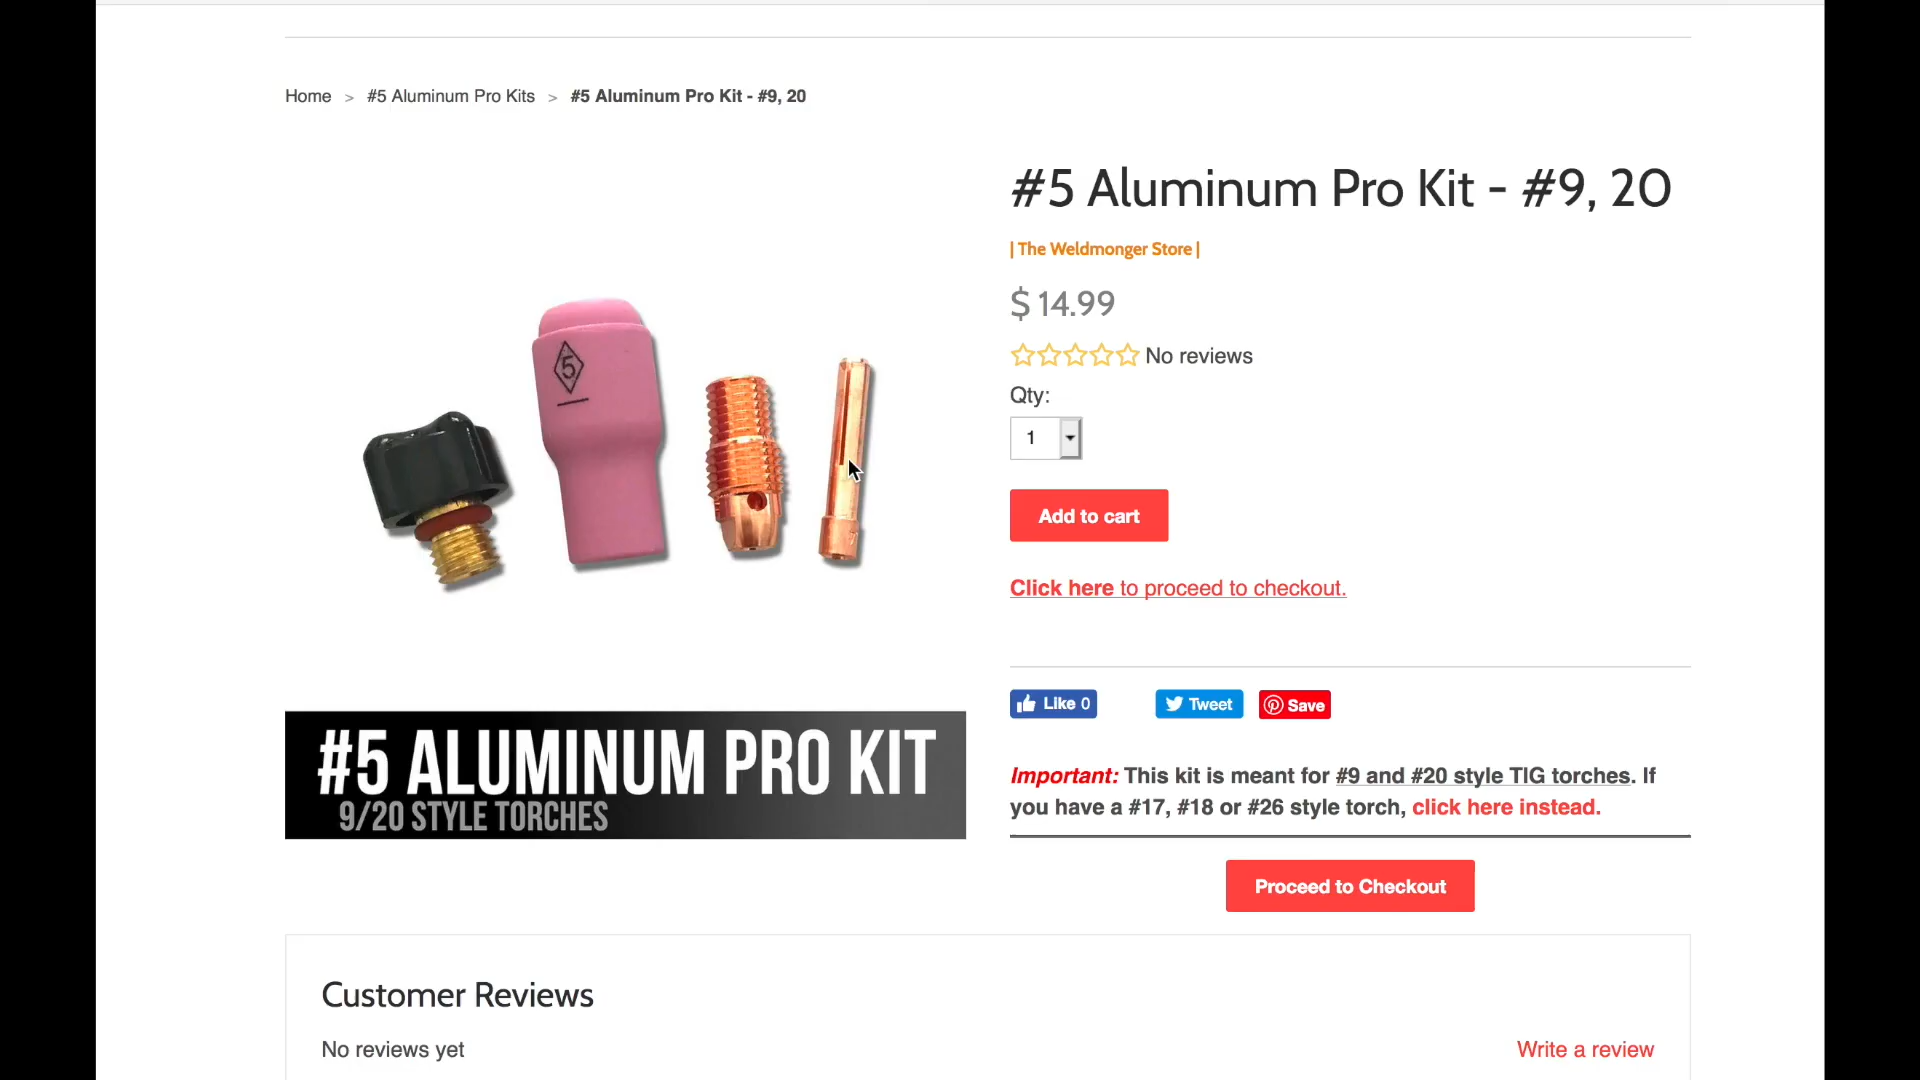 Home > #5 Aluminum Pro Kits > #5 Aluminum Pro Kit - #9, 20
#5 Aluminum Pro Kit - #9, 20
| The Weldmonger Store |
$ 14.99
No reviews
Qty:
1
Add to cart
Click here to proceed to checkout.
5
Like 0
Tweet
Save
#5 ALUMINUM PRO KIT
9/20 STYLE TORCHES
Important: This kit is meant for #9 and #20 style TIG torches. If
you have a #17, #18 or #26 style torch, click here instead.
Proceed to Checkout
Customer Reviews
No reviews yet
Write a review